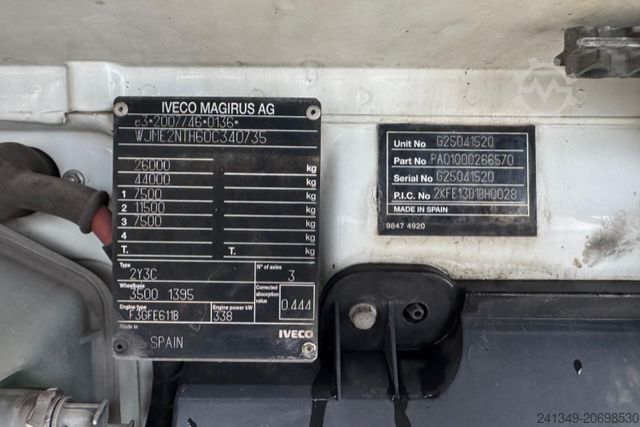 IVECO MAGIRUS AG
e3*2007/46*0136*
WJME2NTH60C340735
26000 kg kg
44000 kg kg
1 7500 kg
2 11500 kg
3 7500 kg
4 kg
T. T. kg
Type 2Y3C N° of axles 3
Wheelbase 3500 1395 Corrected absorption value 0.444
Engine type F3GFE611B Engine power kW 338
Made in SPAIN IVECO
Unit No G25041520
Part No PA01000266570
Serial No G25041520
P.I.C. No 2KFE13D1BH0028
MADE IN SPAIN
9847 4920
241349-20698530